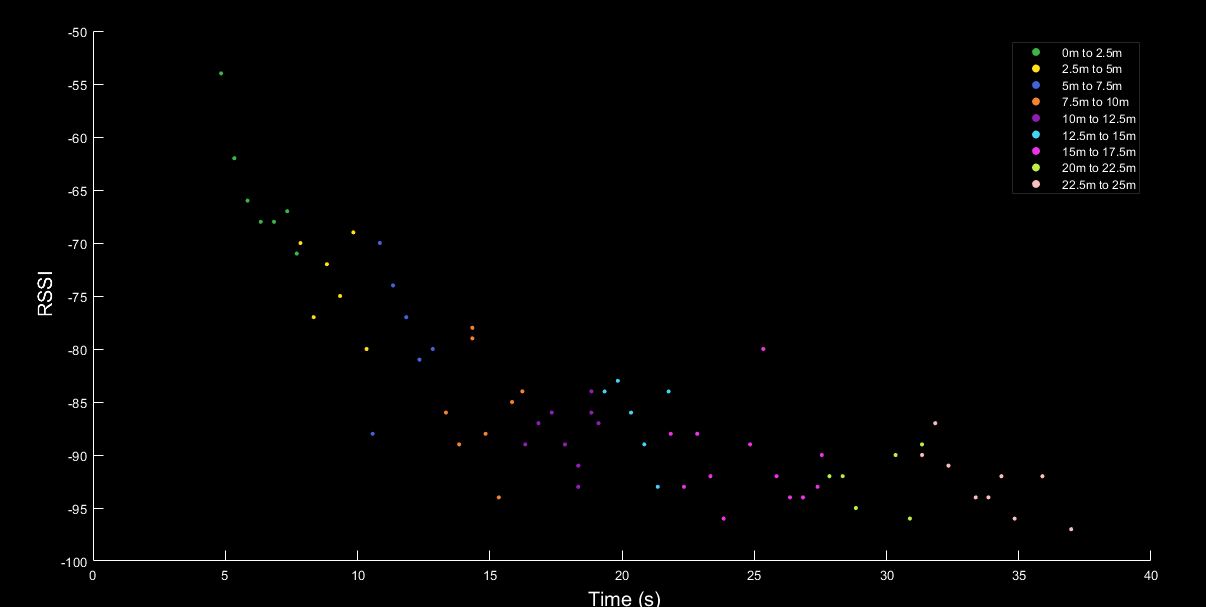 -50
-55
-60
-65
-70
-75
-80
-85
-90
-95
-100
RSSI
0m to 2.5m
2.5m to 5m
5m to 7.5m
7.5m to 10m
10m to 12.5m
12.5m to 15m
15m to 17.5m
20m to 22.5m
22.5m to 25m
0 5 10 15 20 25 30 35 40
Time (s)